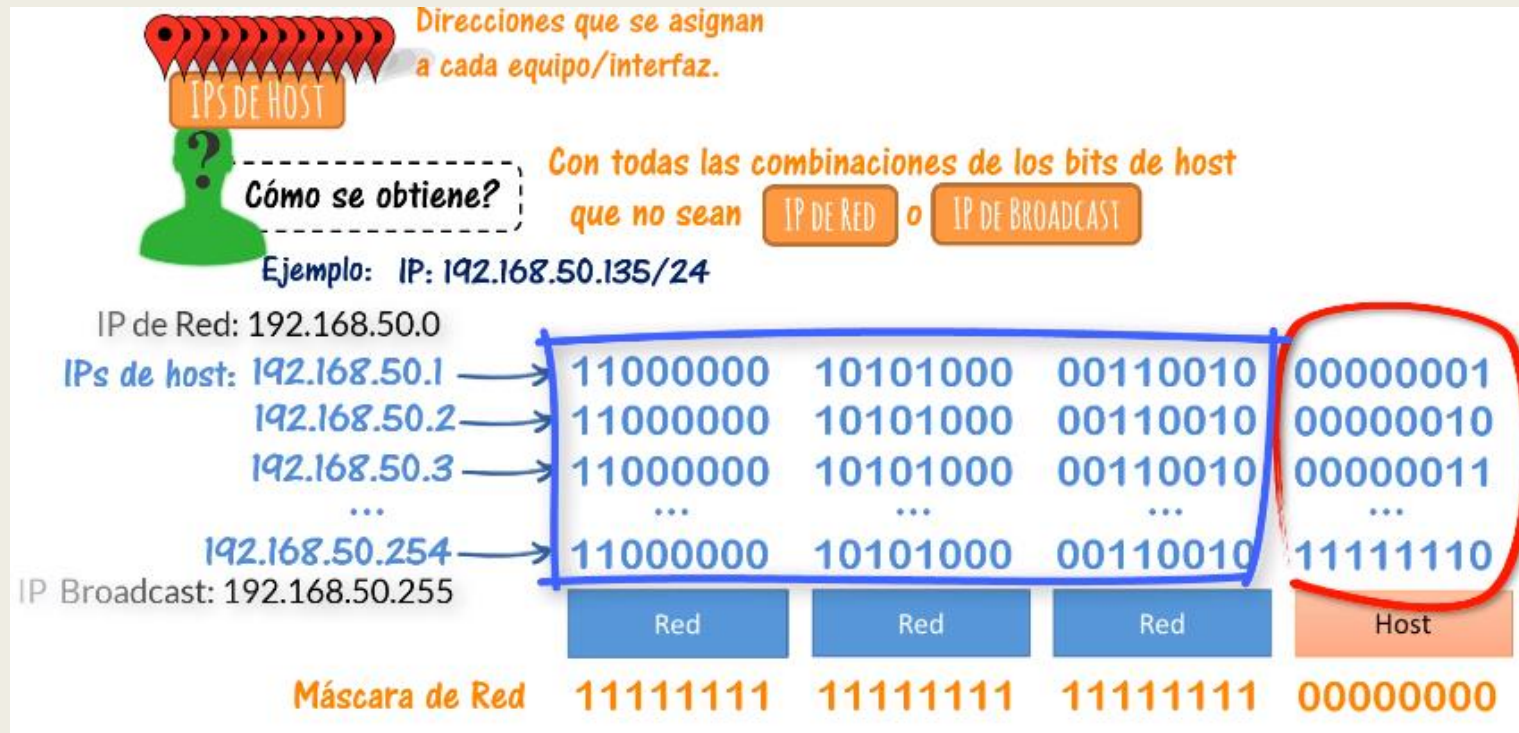 Direcciones que se asignan
a cada equipo/interfaz.
IPs de Host
?
Cómo se obtiene?
Con todas las combinaciones de los bits de host
que no sean IP de Red o IP de Broadcast
Ejemplo: IP: 192.168.50.135/24
IP de Red: 192.168.50.0
IPs de host: 192.168.50.1 11000000 10101000 00110010 00000001
192.168.50.2 11000000 10101000 00110010 00000010
192.168.50.3 11000000 10101000 00110010 00000011
... ... ... ... ...
192.168.50.254 11000000 10101000 00110010 11111110
IP Broadcast: 192.168.50.255
Red Red Red Host
Máscara de Red 11111111 11111111 11111111 00000000